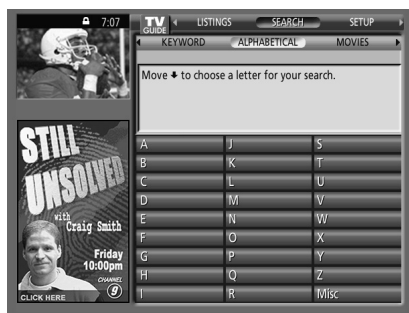 7:07
TV GUIDE LISTINGS SEARCH SETUP
KEYWORD ALPHABETICAL MOVIES
Move to choose a letter for your search.
STILL
UNSOLVED
with
Craig Smith
Friday
10:00pm
CHANNEL
9
CLICK HERE
A J S
B K T
C L U
D M V
E N W
F O X
G P Y
H Q Z
I R Misc